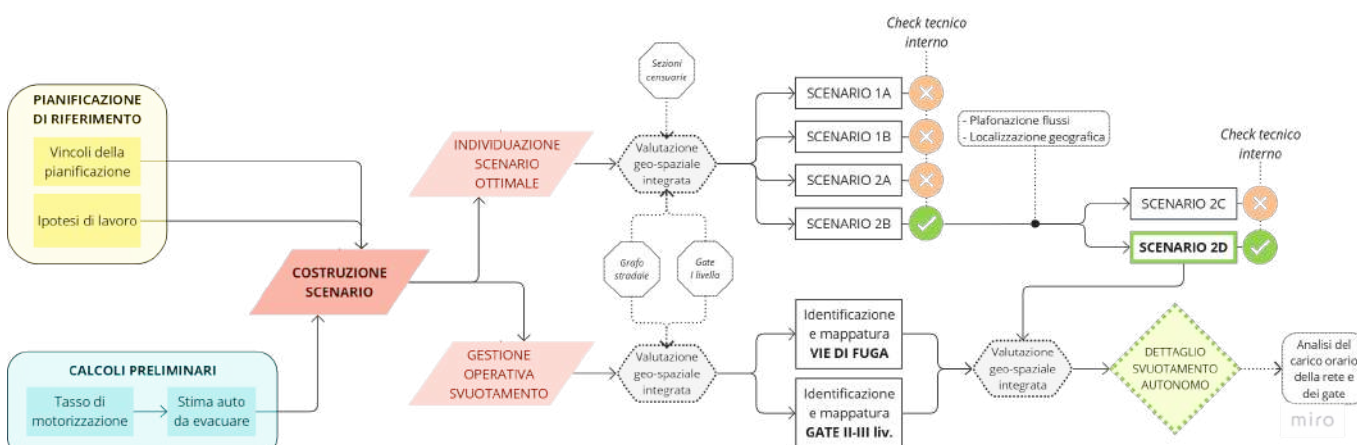 PIANIFICAZIONE
DI RIFERIMENTO
Vincoli della
pianificazione
Ipotesi di lavoro
CALCOLI PRELIMINARI
Tasso di
motorizzazione
Stima auto
da evacuare
COSTRUZIONE
SCENARIO
INDIVIDUAZIONE
SCENARIO
OTTIMALE
GESTIONE
OPERATIVA
SVUOTAMENTO
Sezioni
censuarie
Valutazione
geo-spaziale
integrata
Grafo
stradale
Gate
I livello
Valutazione
geo-spaziale
integrata
Check tecnico
interno
SCENARIO 1A
SCENARIO 1B
SCENARIO 2A
SCENARIO 2B
- Plafonazione flussi
- Localizzazione geografica
Check tecnico
interno
SCENARIO 2C
SCENARIO 2D
Identificazione
e mappatura
VIE DI FUGA
Identificazione
e mappatura
GATE II-III liv.
Valutazione
geo-spaziale
integrata
DETTAGLIO
SVUOTAMENTO
AUTONOMO
Analisi del
carico orario
della rete e
dei gate
miro